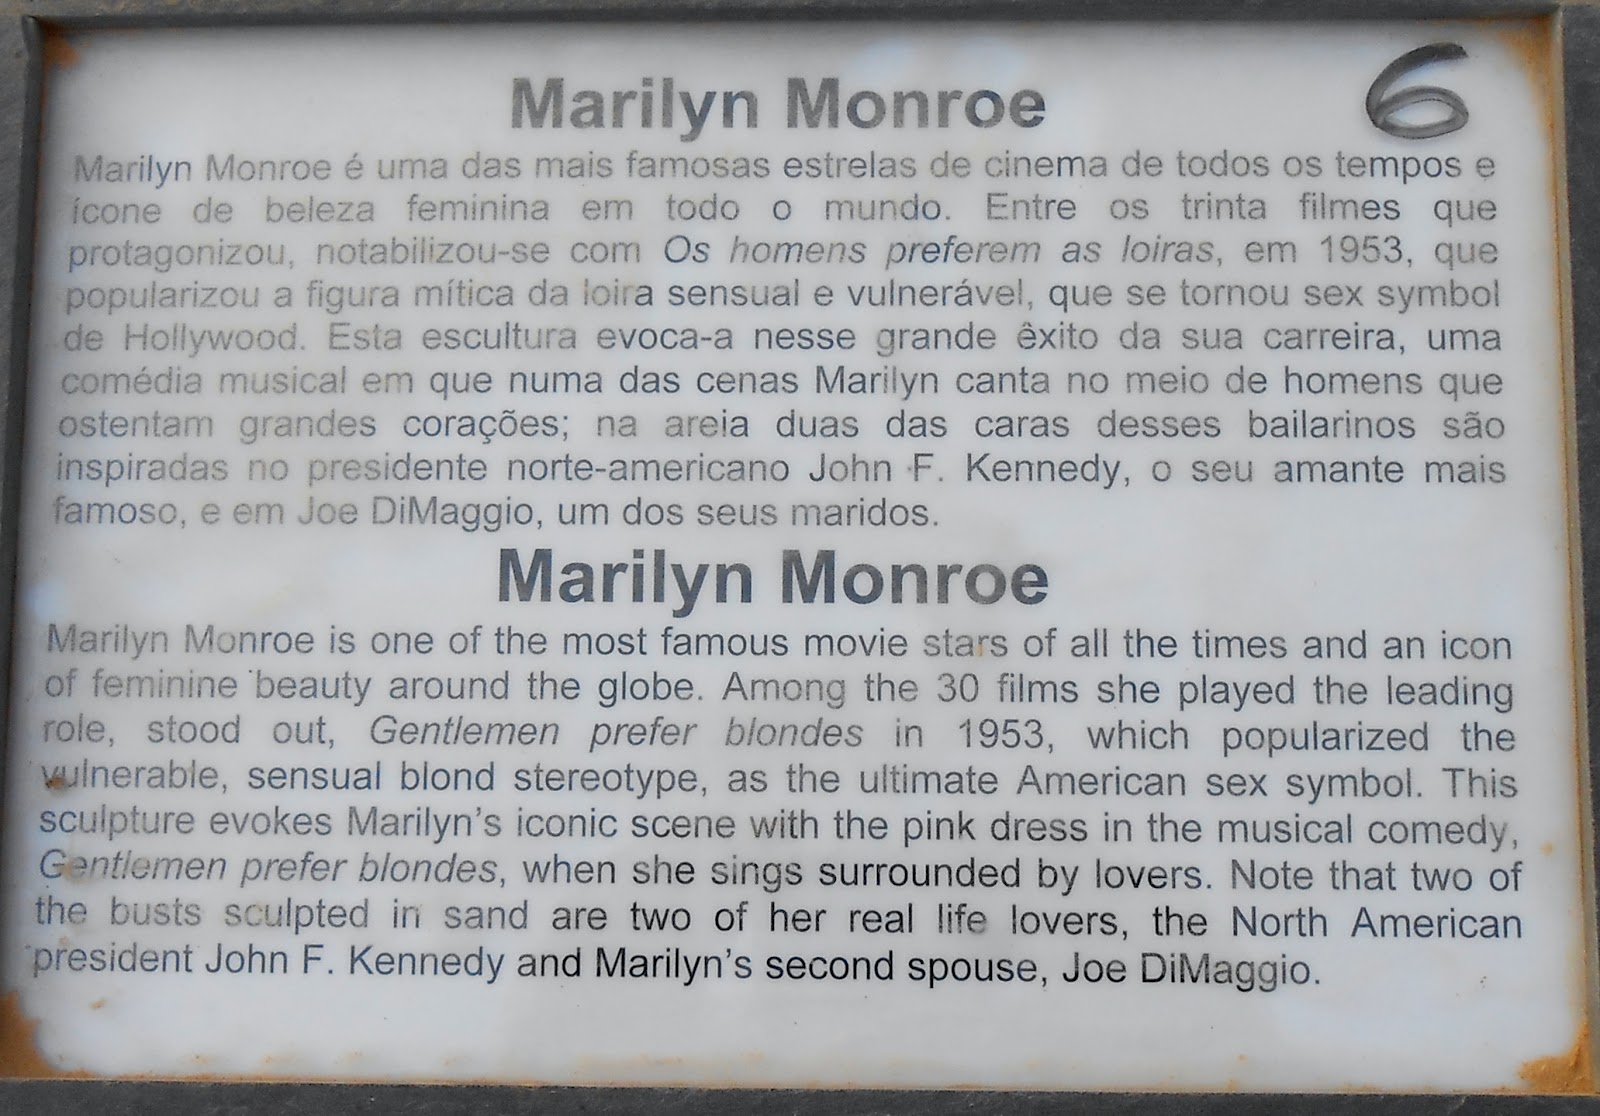 Marilyn Monroe
6
Marilyn Monroe é uma das mais famosas estrelas de cinema de todos os tempos e
ícone de beleza feminina em todo o mundo. Entre os trinta filmes que
protagonizou, notabilizou-se com Os homens preferem as loiras, em 1953, que
popularizou a figura mítica da loira sensual e vulnerável, que se tornou sex symbol
de Hollywood. Esta escultura evoca-a nesse grande êxito da sua carreira, uma
comédia musical em que numa das cenas Marilyn canta no meio de homens que
ostentam grandes corações; na areia duas das caras desses bailarinos são
inspiradas no presidente norte-americano John F. Kennedy, o seu amante mais
famoso, e em Joe DiMaggio, um dos seus maridos.
Marilyn Monroe
Marilyn Monroe is one of the most famous movie stars of all the times and an icon
of feminine beauty around the globe. Among the 30 films she played the leading
role, stood out, Gentlemen prefer blondes in 1953, which popularized the
vulnerable, sensual blond stereotype, as the ultimate American sex symbol. This
sculpture evokes Marilyn's iconic scene with the pink dress in the musical comedy,
Gentlemen prefer blondes, when she sings surrounded by lovers. Note that two of
the busts sculpted in sand are two of her real life lovers, the North American
president John F. Kennedy and Marilyn's second spouse, Joe DiMaggio.